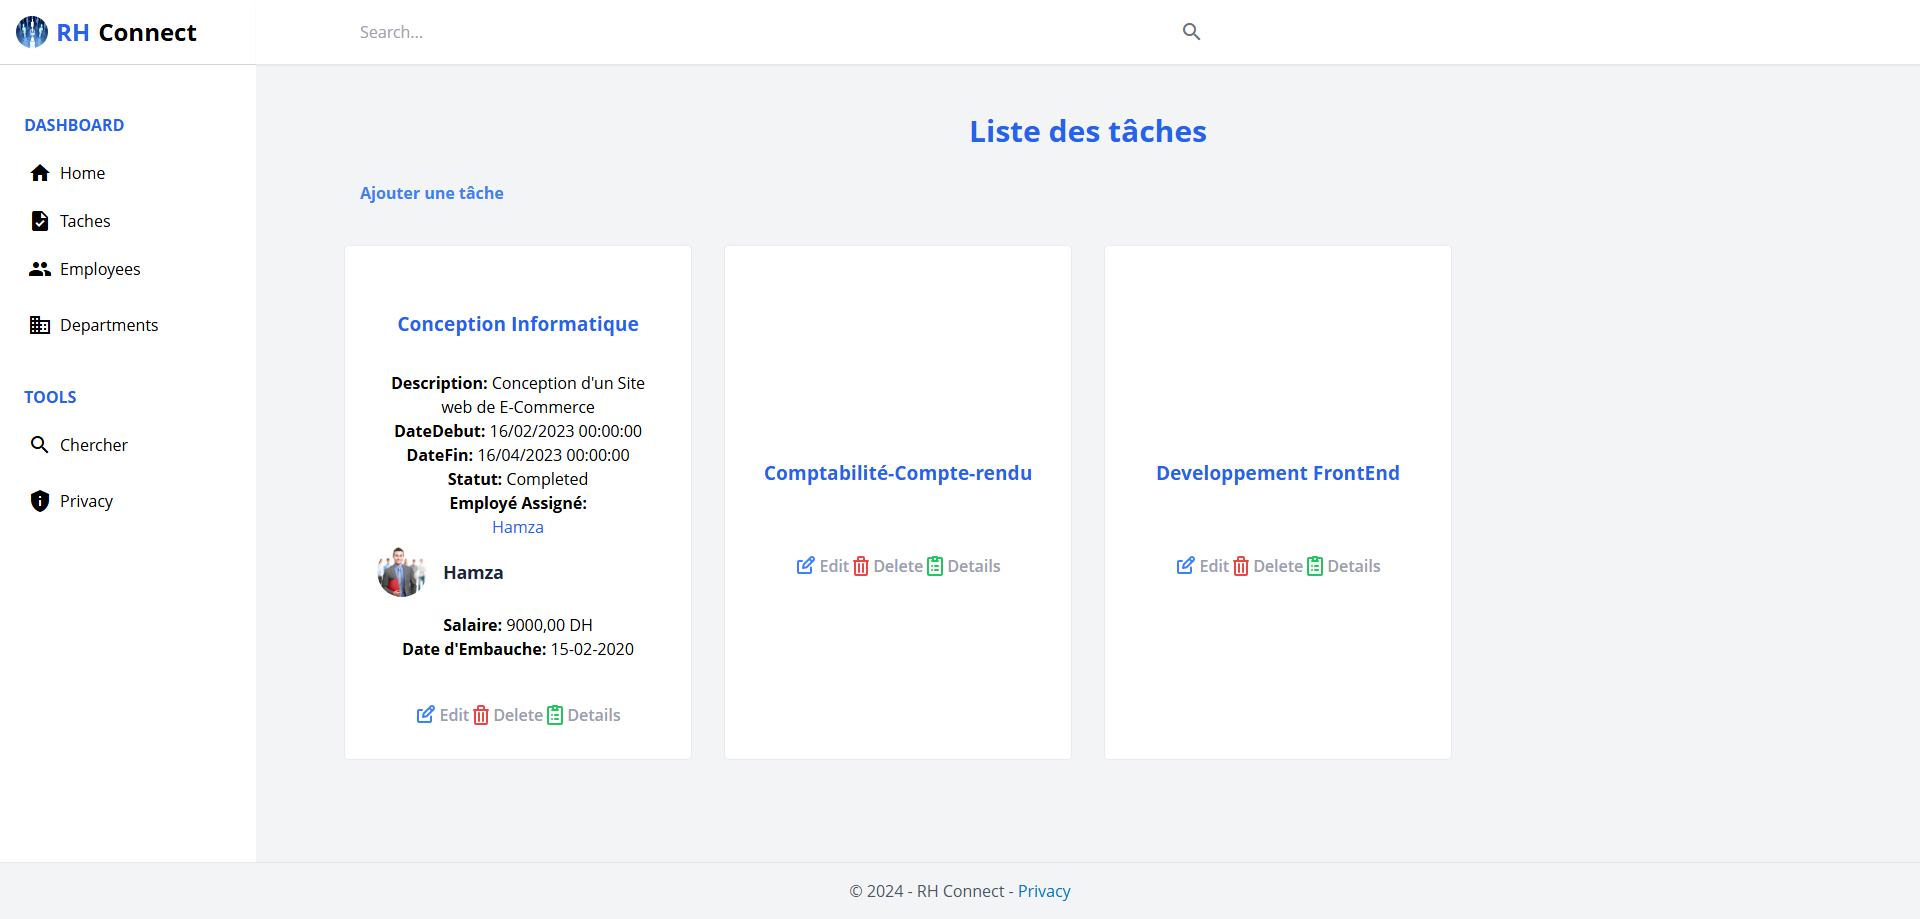 RH Connect
Search...
DASHBOARD
Home
Taches
Employees
Departments
TOOLS
Chercher
Privacy
Liste des tâches
Ajouter une tâche
Conception Informatique
Description: Conception d'un Site
web de E-Commerce
DateDebut: 16/02/2023 00:00:00
DateFin: 16/04/2023 00:00:00
Statut: Completed
Employé Assigné:
Hamza
Hamza
Salaire: 9000,00 DH
Date d'Embauche: 15-02-2020
Edit Delete Details
Comptabilité-Compte-rendu
Edit Delete Details
Developpement FrontEnd
Edit Delete Details
© 2024 - RH Connect - Privacy